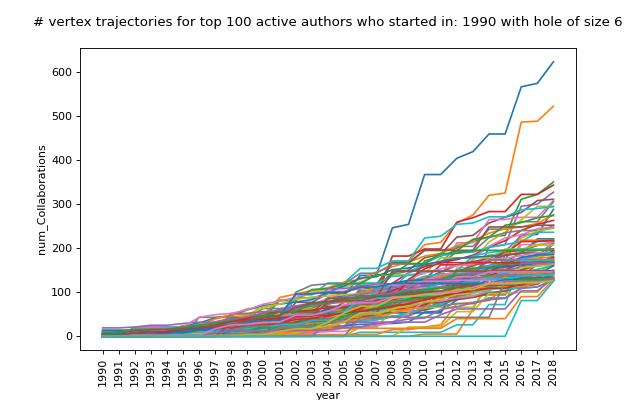 # vertex trajectories for top 100 active authors who started in: 1990 with hole of size 6
num_Collaborations
600
500
400
300
200
100
0
1990 1991 1992 1993 1994 1995 1996 1997 1998 1999 2000 2001 2002 2003 2004 2005 2006 2007 2008 2009 2010 2011 2012 2013 2014 2015 2016 2017 2018
year